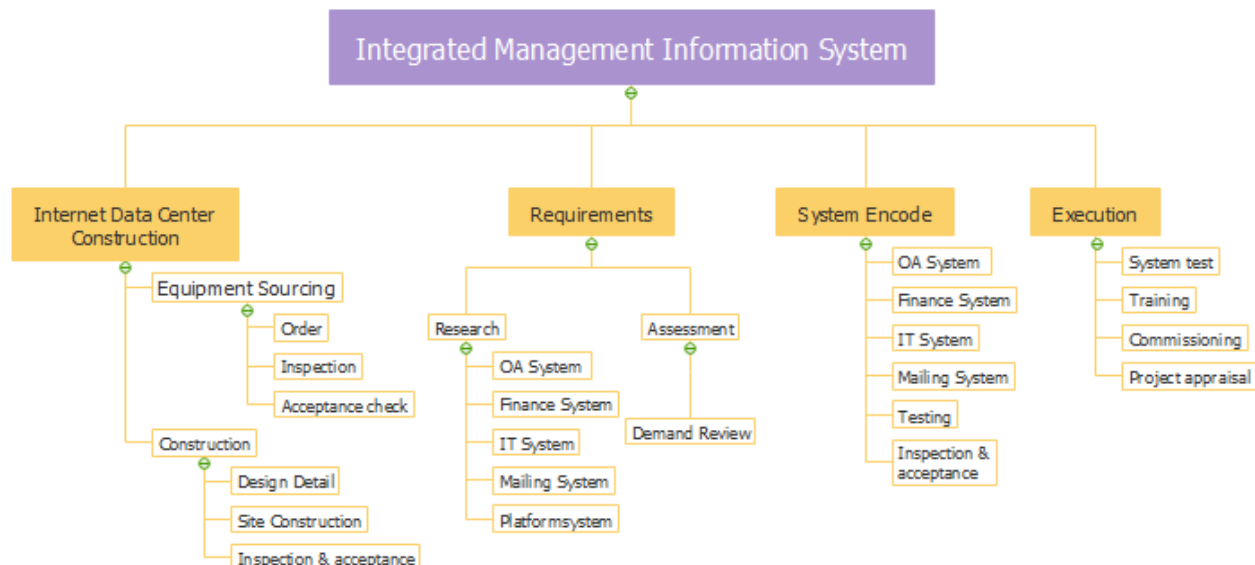 Integrated Management Information System
Internet Data Center
Construction
Equipment Sourcing
Order
Inspection
Acceptance check
Construction
Design Detail
Site Construction
Inspection & acceptance
Requirements
Research
OA System
Finance System
IT System
Mailing System
Platformsystem
Assessment
Demand Review
System Encode
OA System
Finance System
IT System
Mailing System
Testing
Inspection &
acceptance
Execution
System test
Training
Commissioning
Project appraisal